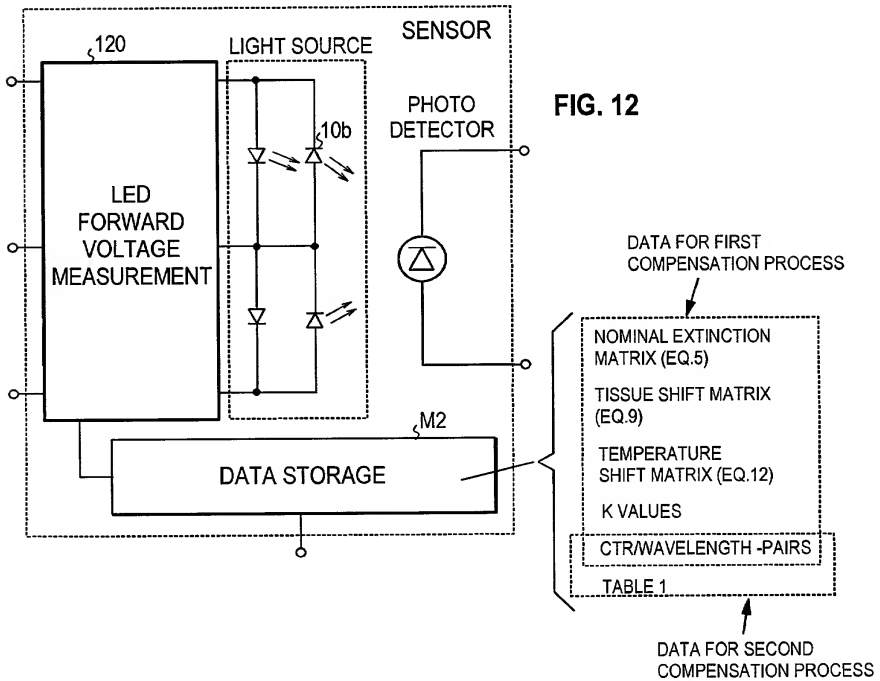 SENSOR
120
LIGHT SOURCE
FIG. 12
PHOTO
DETECTOR
10b
LED
FORWARD
VOLTAGE
MEASUREMENT
DATA FOR FIRST
COMPENSATION PROCESS
NOMINAL EXTINCTION
MATRIX (EQ.5)
TISSUE SHIFT MATRIX
(EQ.9)
M2
TEMPERATURE
SHIFT MATRIX (EQ.12)
DATA STORAGE
K VALUES
CTR/WAVELENGTH -PAIRS
TABLE 1
DATA FOR SECOND
COMPENSATION PROCESS